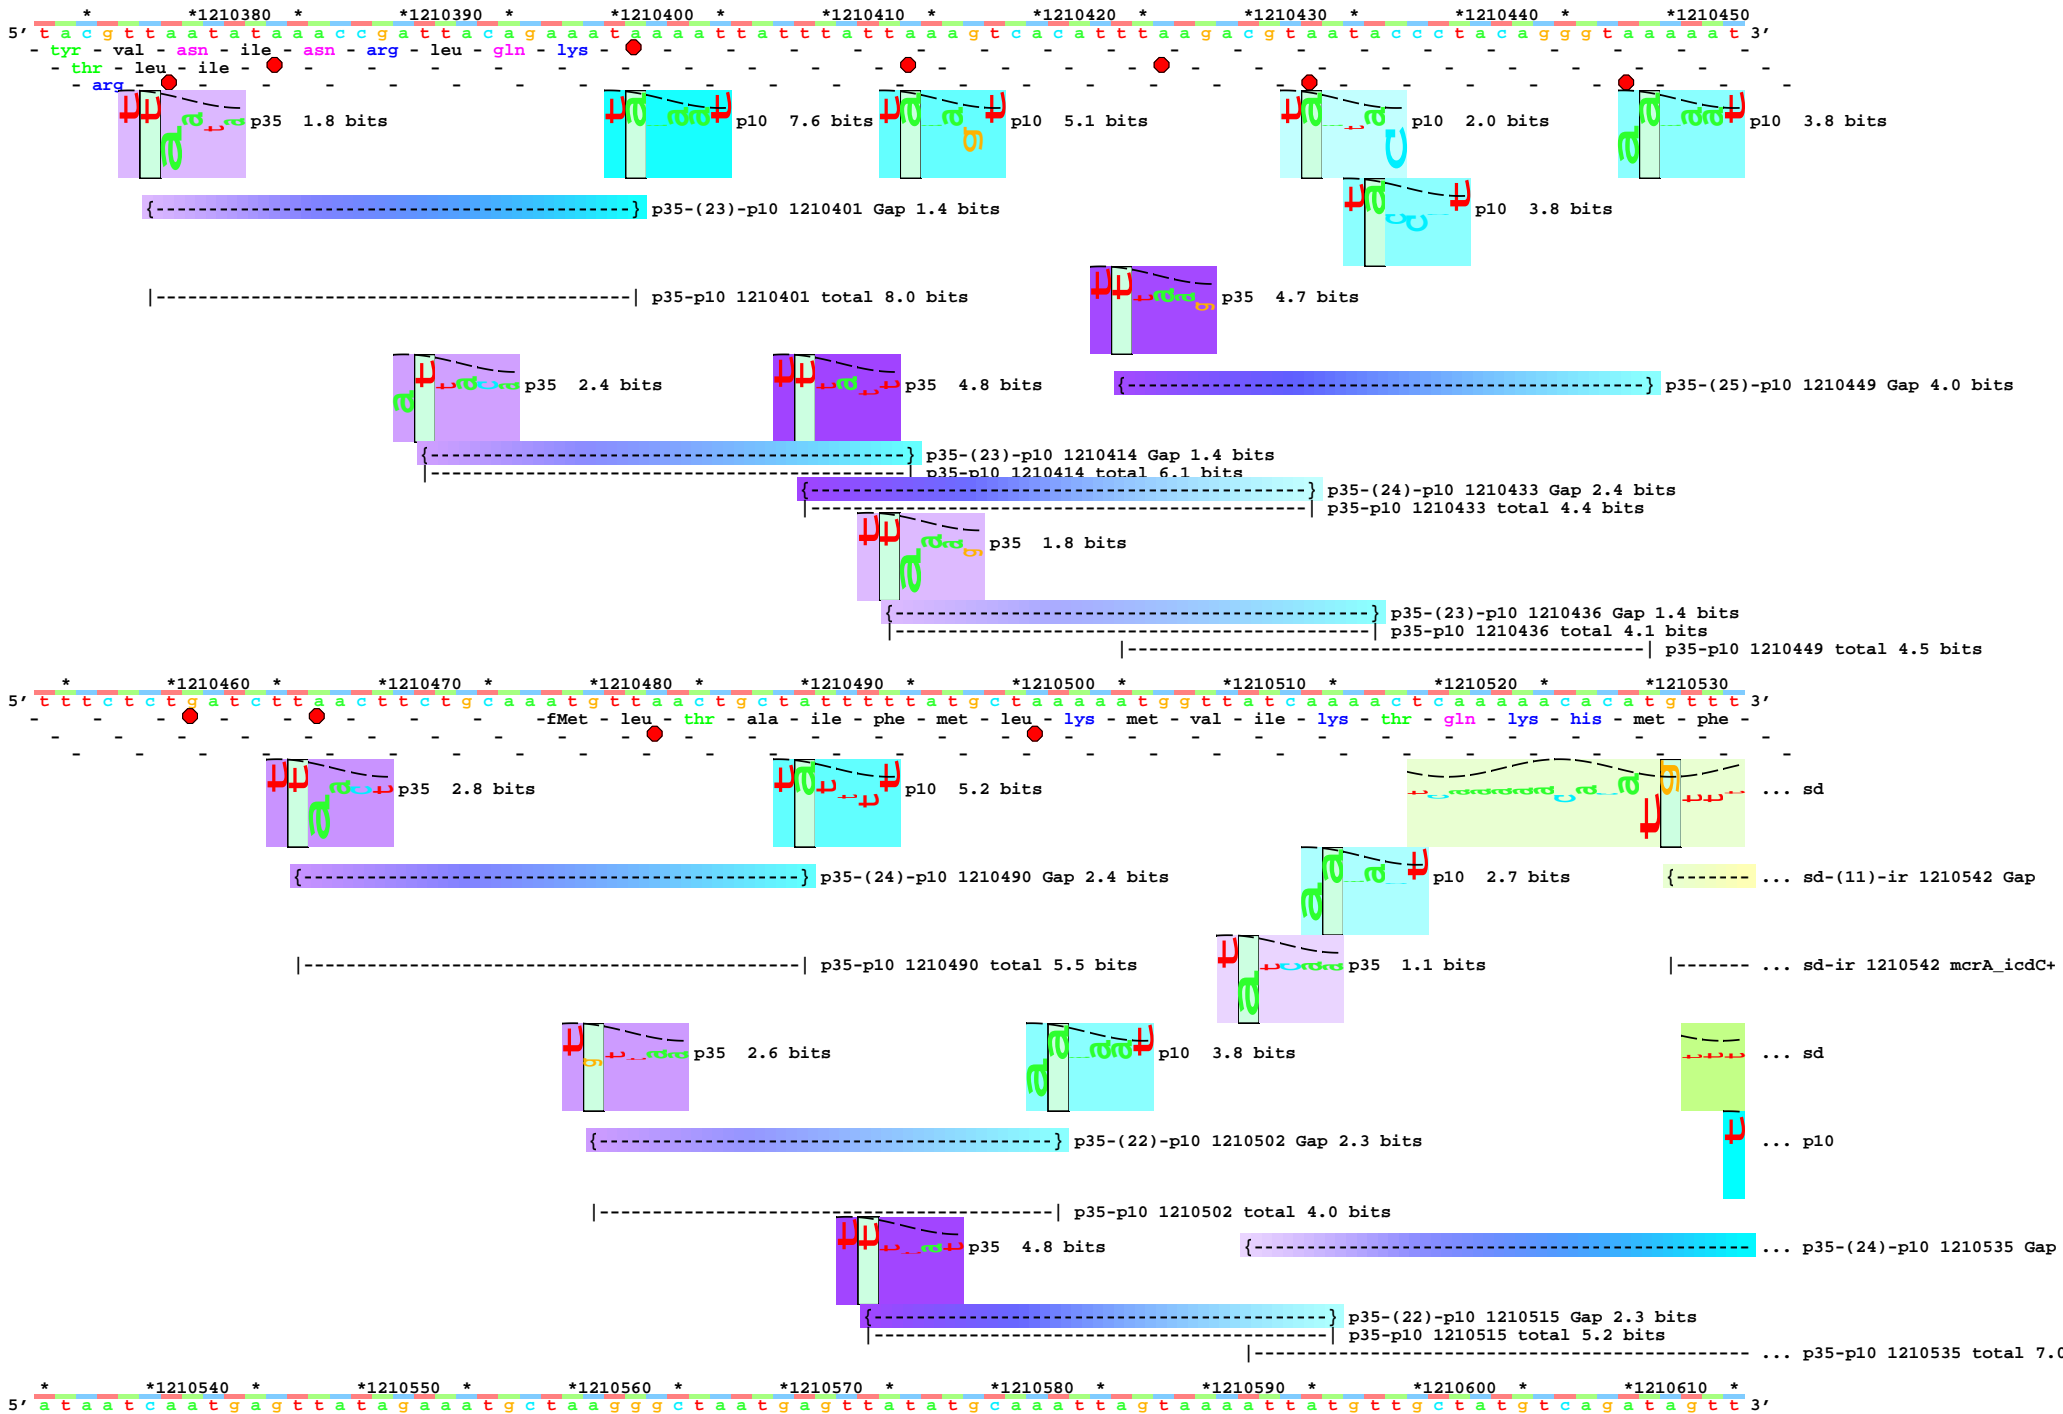 * *1210380 * *1210390 * *1210400 * *1210410 * *1210420 * *1210430 * *1210440 * *1210450
5' t a c g t t a a t a t a a a c c g a t t a c a g a a a t a a a a t t a t t t a t t a a a g t c a c a t t t a a g a c g t a a t a c c c t a c a g g g t a a a a a t 3'
- tyr - val - asn - ile - asn - arg - leu - gln - lys -
- thr - leu - ile -
- arg -
p35 1.8 bits
p10 7.6 bits
p10 5.1 bits
p10 2.0 bits
p10 3.8 bits
p35-(23)-p10 1210401 Gap 1.4 bits
p10 3.8 bits
p35-p10 1210401 total 8.0 bits
p35 4.7 bits
p35 2.4 bits
p35 4.8 bits
p35-(25)-p10 1210449 Gap 4.0 bits
p35-(23)-p10 1210414 Gap 1.4 bits
p35-p10 1210414 total 6.1 bits
p35-(24)-p10 1210433 Gap 2.4 bits
p35-p10 1210433 total 4.4 bits
p35 1.8 bits
p35-(23)-p10 1210436 Gap 1.4 bits
p35-p10 1210436 total 4.1 bits
p35-p10 1210449 total 4.5 bits
* *1210460 * *1210470 * *1210480 * *1210490 * *1210500 * *1210510 * *1210520 * *1210530
5' t t t c t c t g a t c t t a a c t t c t g c a a a t g t t a a c t g c t a t t t t a t g c t a a a a a t g g t t a t c a a a a c t c a a a a a c a c a t g t t t 3'
-fMet - leu - thr - ala - ile - phe - met - leu - lys - met - val - ile - lys - thr - gln - lys - his - met - phe -
p35 2.8 bits
p10 5.2 bits
... sd
p35-(24)-p10 1210490 Gap 2.4 bits
p10 2.7 bits
... sd-(11)-ir 1210542 Gap
p35-p10 1210490 total 5.5 bits
p35 1.1 bits
... sd-ir 1210542 mcrA_icdC+
p35 2.6 bits
p10 3.8 bits
... sd
p35-(22)-p10 1210502 Gap 2.3 bits
... p10
p35-p10 1210502 total 4.0 bits
p35 4.8 bits
... p35-(24)-p10 1210535 Gap
p35-(22)-p10 1210515 Gap 2.3 bits
p35-p10 1210515 total 5.2 bits
... p35-p10 1210535 total 7.0
* *1210540 * *1210550 * *1210560 * *1210570 * *1210580 * *1210590 * *1210600 * *1210610 *
5' a t a a t c a a t g a g t t a t a g a a a t g c t a a g g g c t a a t g a g t t a t a t g c a a a t t a g t a a a a t t a t g t t g c t a t g t c a g a t a g t t 3'